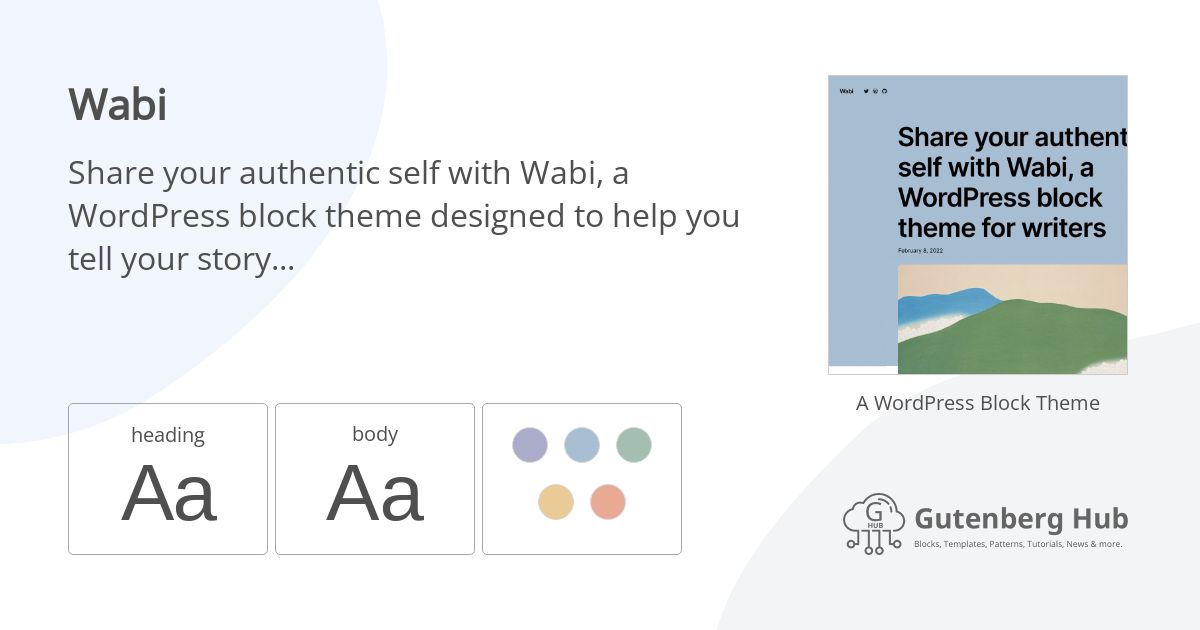 Wabi
Share your authentic self with Wabi, a
WordPress block theme designed to help you
tell your story...
heading
Aa
body
Aa
Wabi
Share your authent
self with Wabi, a
WordPress block
theme for writers
February 8, 2022
A WordPress Block Theme
G
HUB
Gutenberg Hub
Blocks, Templates, Patterns, Tutorials, News & more.